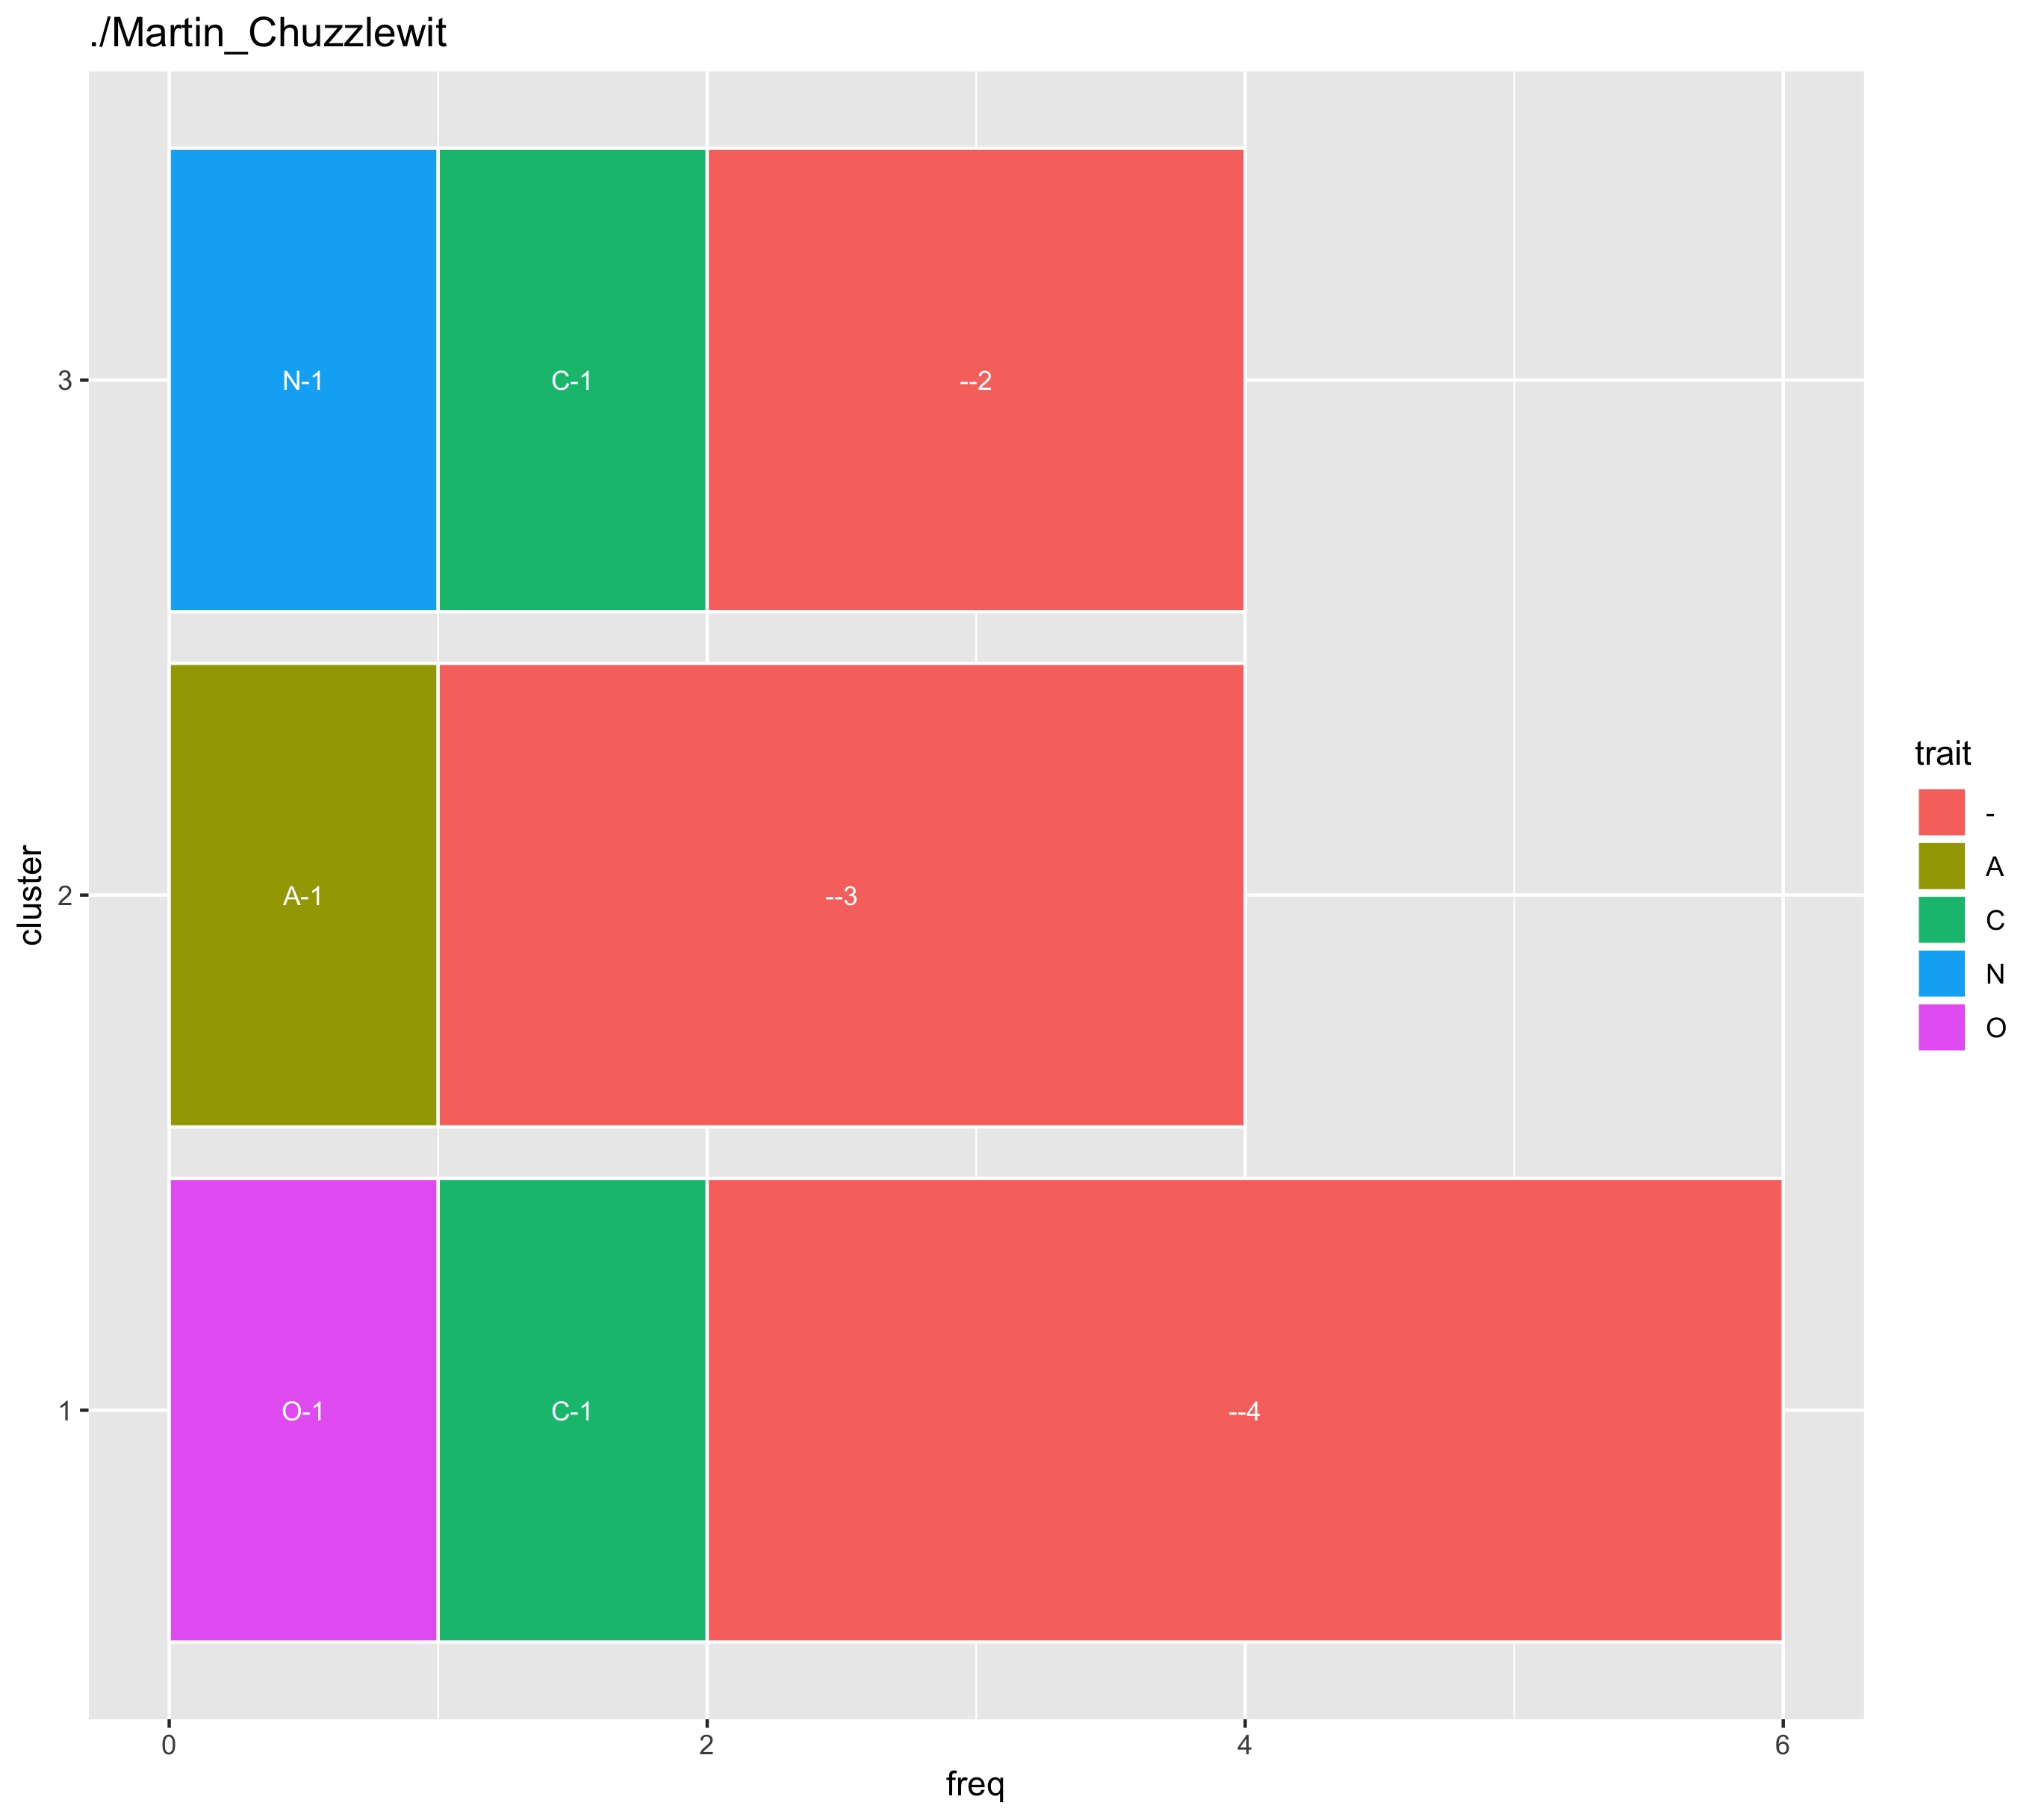 ./Martin_Chuzzlewit
3
N-1
C-1
--2
2
A-1
--3
1
O-1
C-1
--4
0
2
4
6
freq
cluster
trait
-
A
C
N
O